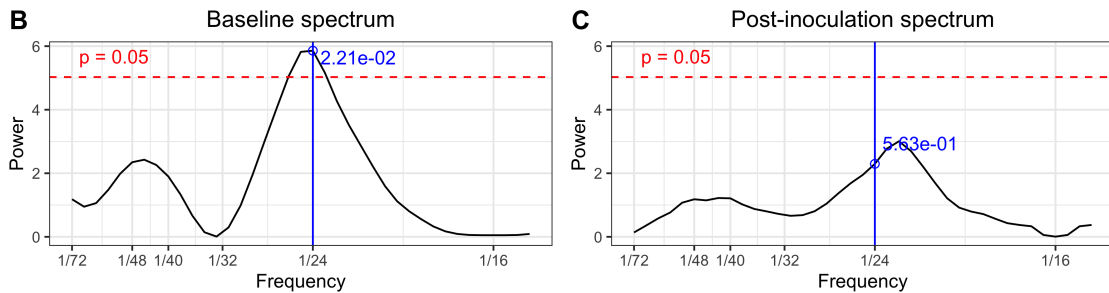 B
Baseline spectrum
Power
6
4
2
0
p = 0.05
2.21e-02
1/72 1/48 1/40 1/32 1/24 1/16
Frequency
C
Post-inoculation spectrum
Power
6
4
2
0
p = 0.05
5.63e-01
1/72 1/48 1/40 1/32 1/24 1/16
Frequency